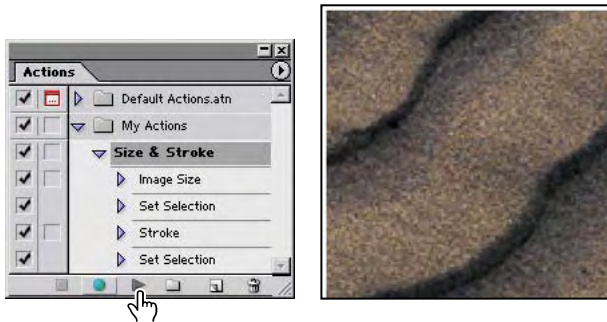 Actions
Default Actions.atn
My Actions
Size & Stroke
Image Size
Set Selection
Stroke
Set Selection